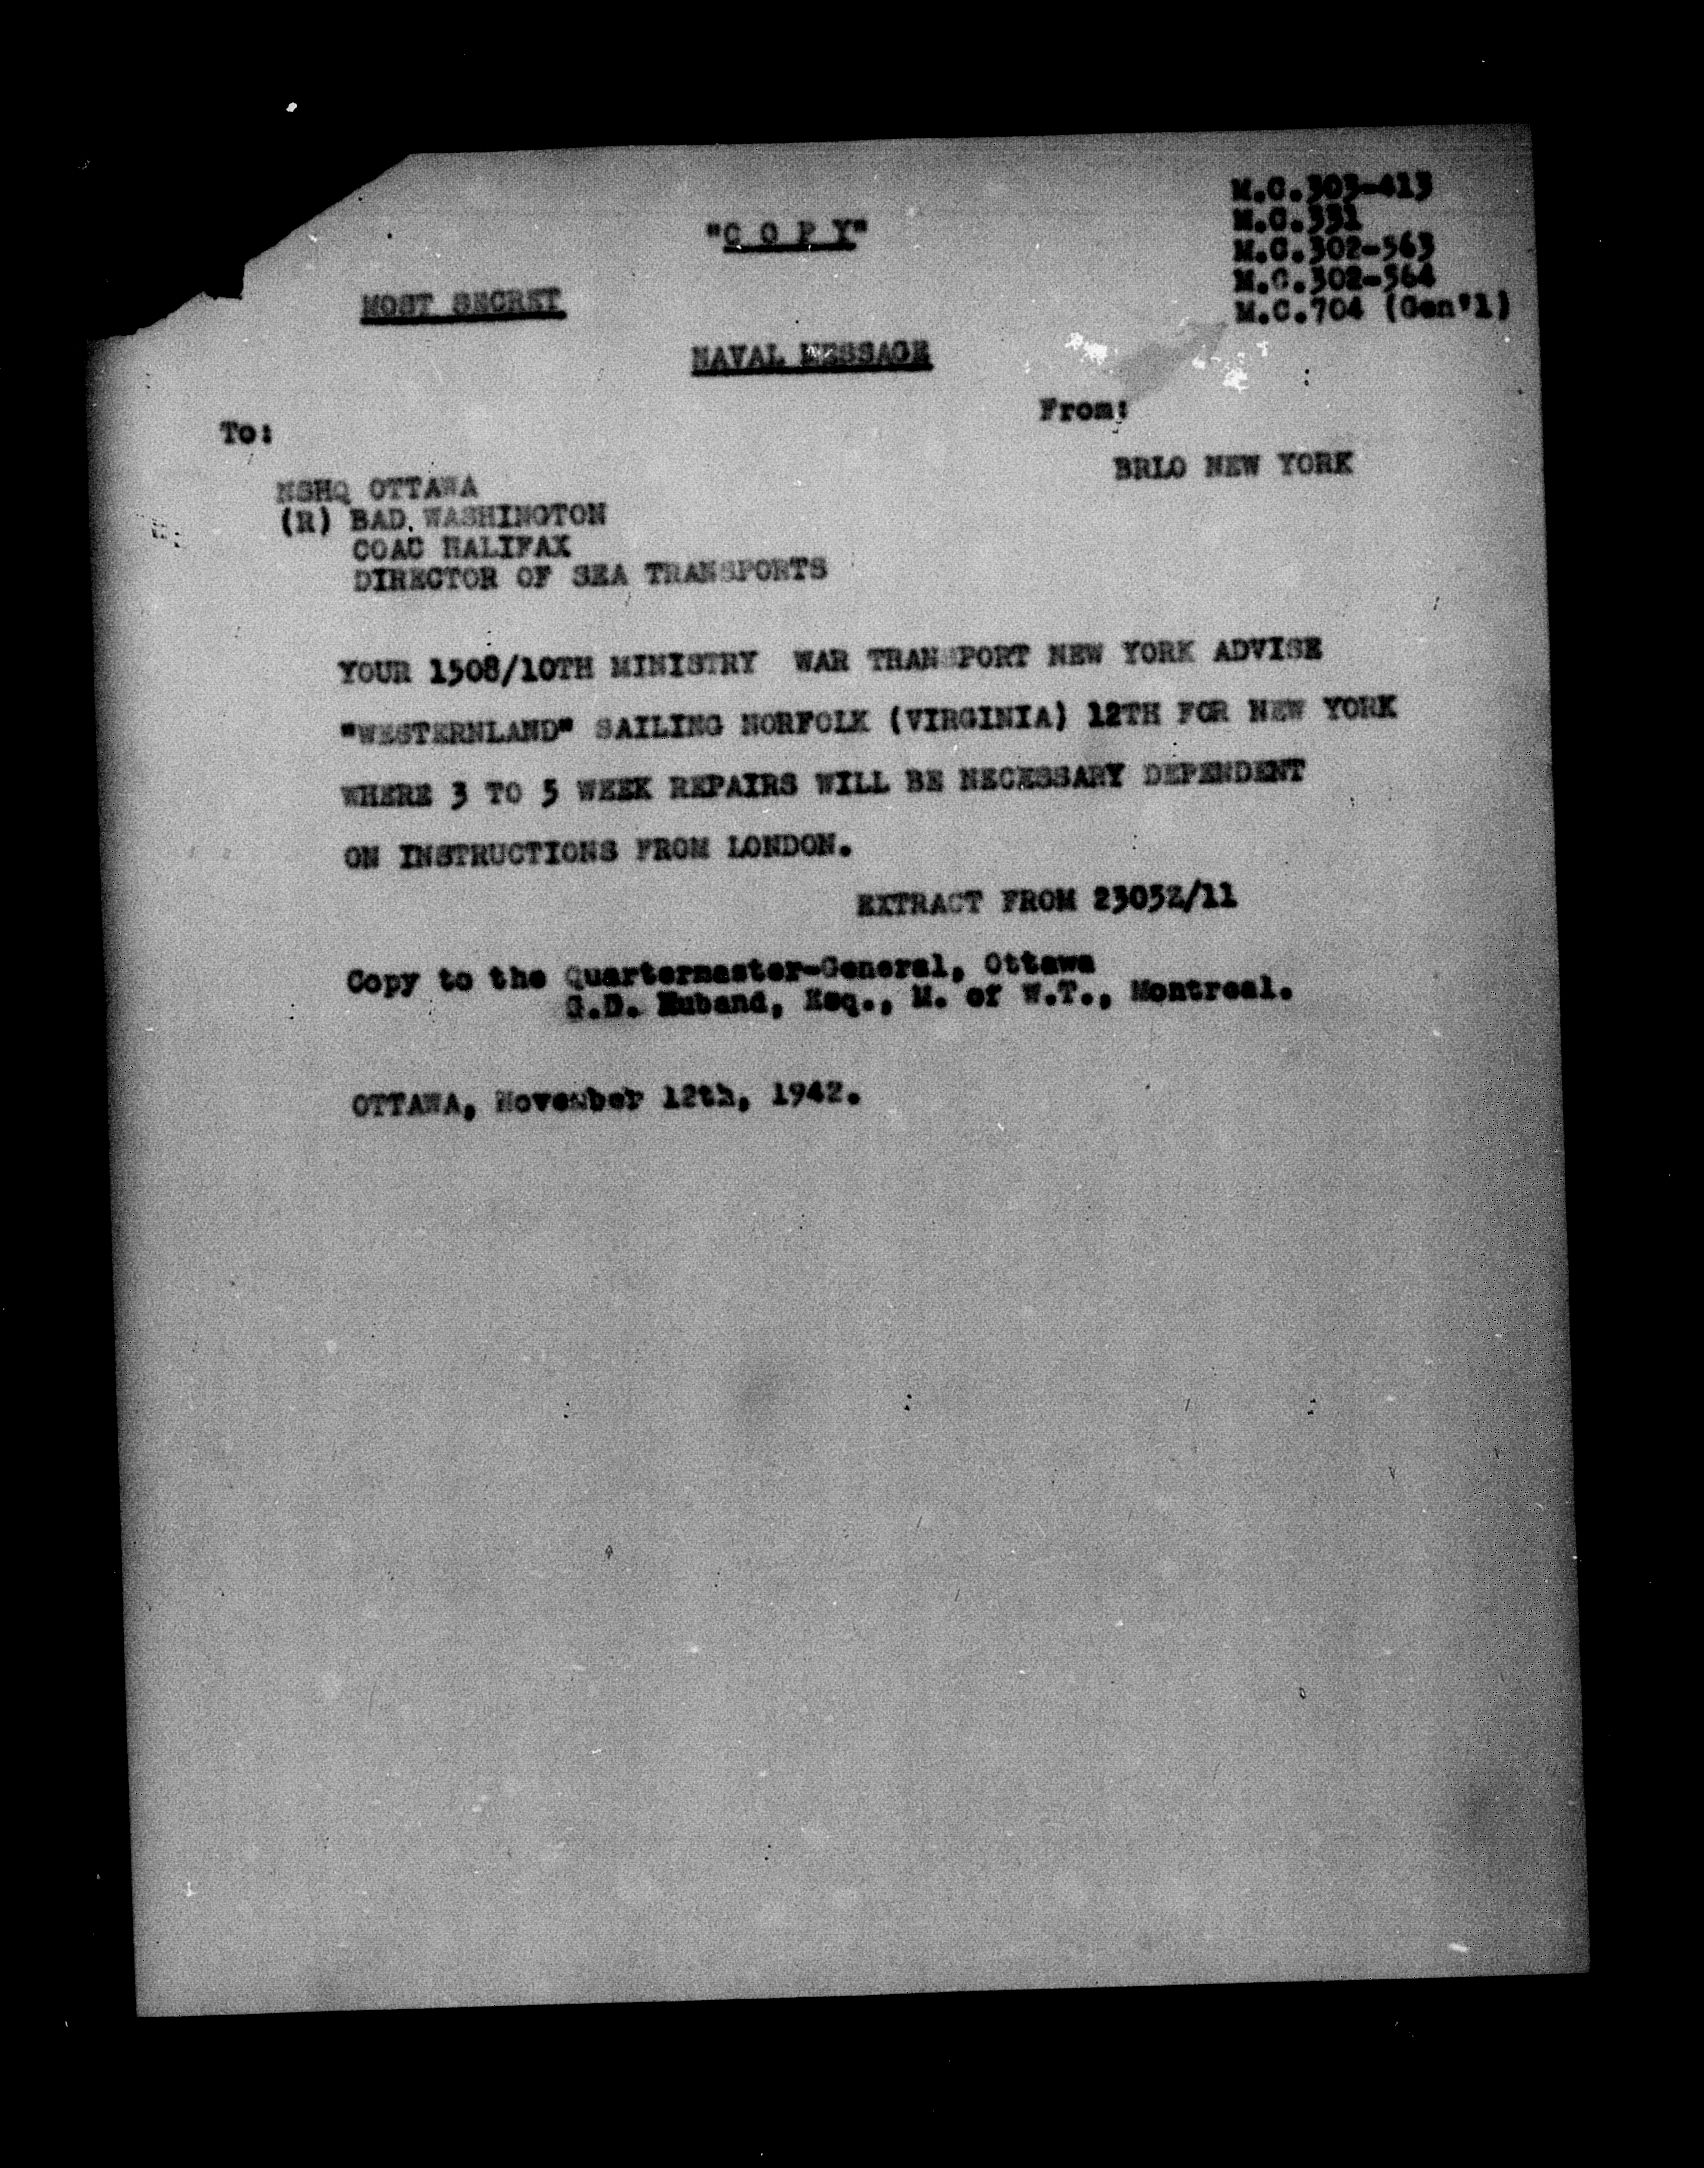 M.C.303-413
M.C.331
"C O P Y"
M.C.302-563
M.C.302-564
MOST SECRET
M.C.704 (Gen'l)
NAVAL MESSAGE
To:
From:
BRLO NEW YORK
NSHQ OTTAWA
(R) BAD. WASHINGTON
COAC HALIFAX
DIRECTOR OF SEA TRANSPORTS
YOUR 1508/10TH MINISTRY WAR TRANSPORT NEW YORK ADVISE
"WESTERNLAND" SAILING NORFOLK (VIRGINIA) 12TH FOR NEW YORK
WHERE 3 TO 5 WEEK REPAIRS WILL BE NECESSARY DEPENDENT
ON INSTRUCTIONS FROM LONDON.
EXTRACT FROM 2303Z/11
Copy to the Quartermaster-General, Ottawa
G.D. Huband, Esq., M. of W.T., Montreal.
OTTAWA, November 12th, 1942.